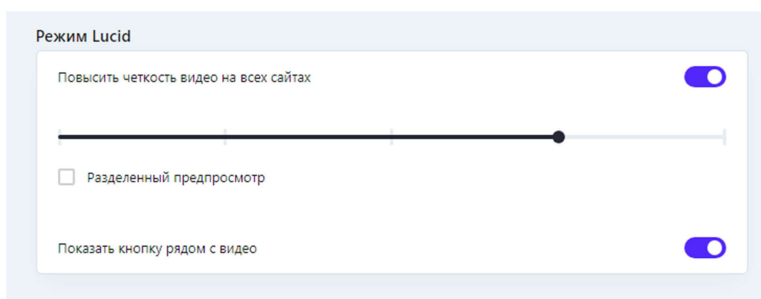 Режим Lucid
Повысить четкость видео на всех сайтах
Разделенный предпросмотр
Показать кнопку рядом с видео